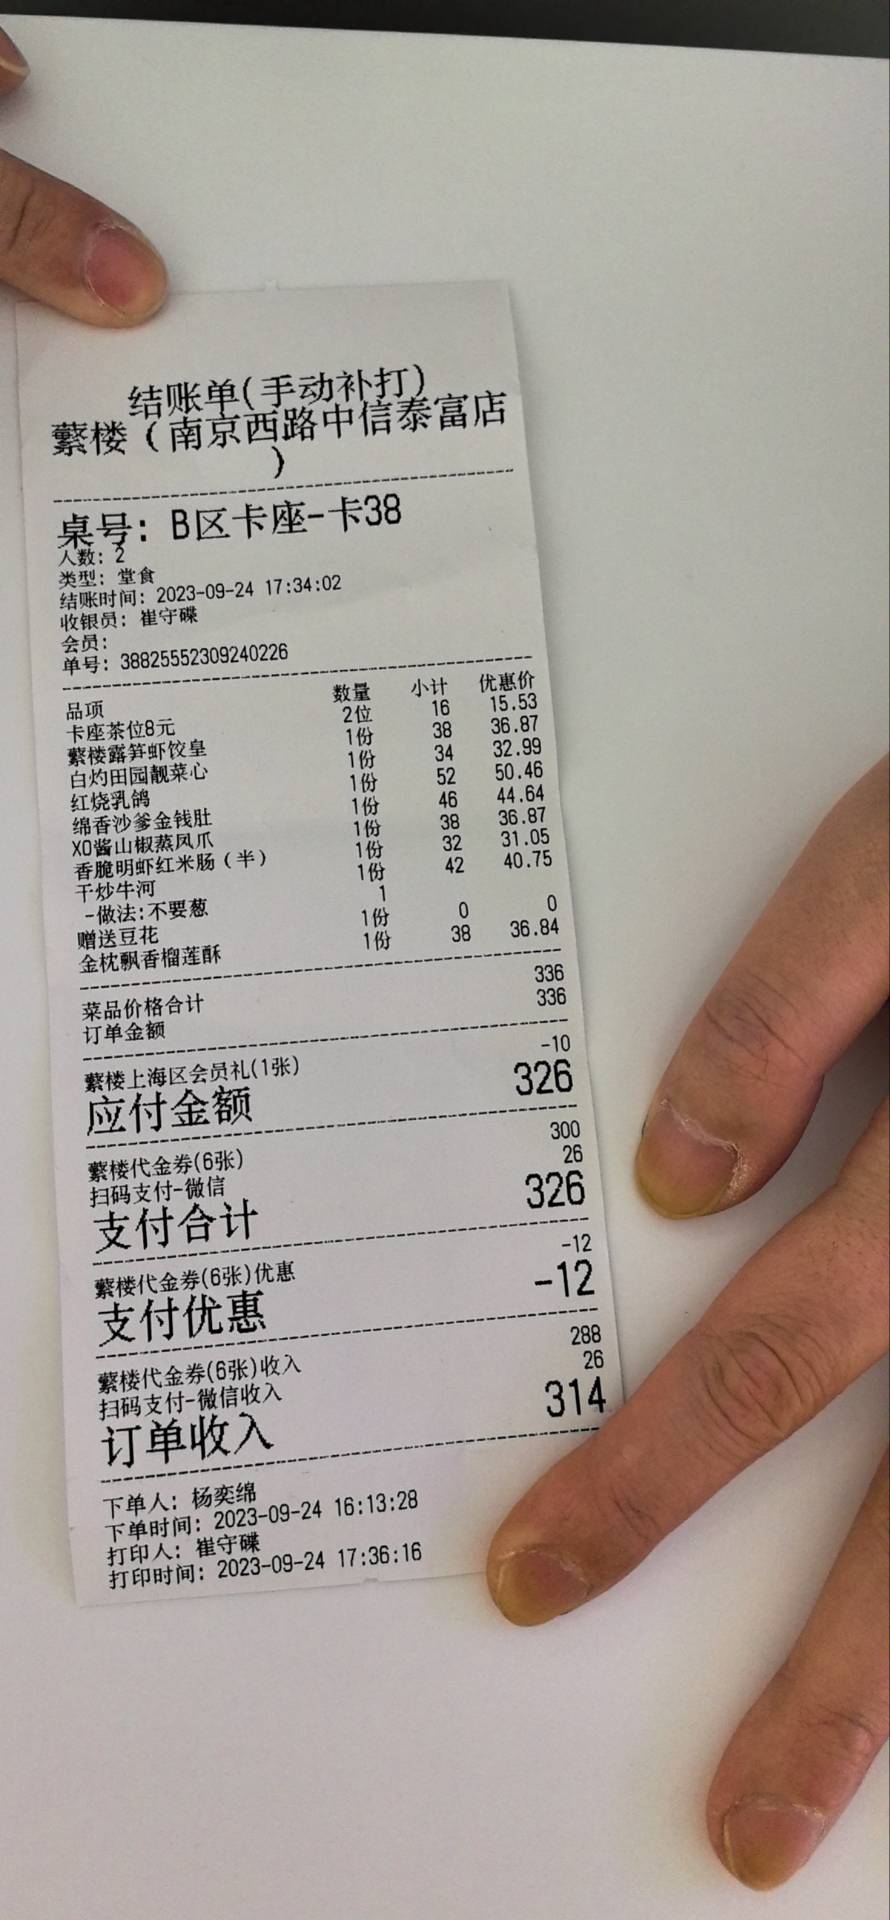 结账单(手动补打)
蘩楼（南京西路中信泰富店
）
桌号: B区卡座-卡38
人数: 2
类型: 堂食
结账时间: 2023-09-24 17:34:02
收银员: 崔守碟
会员:
单号: 38825552309240226
品项 数量 小计 优惠价
卡座茶位8元 2位 16 15.53
蘩楼露笋虾饺皇 1份 38 36.87
白灼田园靓菜心 1份 34 32.99
红烧乳鸽 1份 52 50.46
绵香沙爹金钱肚 1份 46 44.64
XO酱山椒蒸凤爪 1份 38 36.87
香脆明虾红米肠（半） 1份 32 31.05
干炒牛河 1份 42 40.75
-做法:不要葱 1
赠送豆花 1份 0 0
金枕飘香榴莲酥 1份 38 36.84
菜品价格合计 336
订单金额 336
蘩楼上海区会员礼(1张) -10
应付金额 326
蘩楼代金券(6张) 300
扫码支付-微信 26
支付合计 326
蘩楼代金券(6张)优惠 -12
支付优惠 -12
蘩楼代金券(6张)收入 288
扫码支付-微信收入 26
订单收入 314
下单人: 杨奕绵
下单时间: 2023-09-24 16:13:28
打印人: 崔守碟
打印时间: 2023-09-24 17:36:16